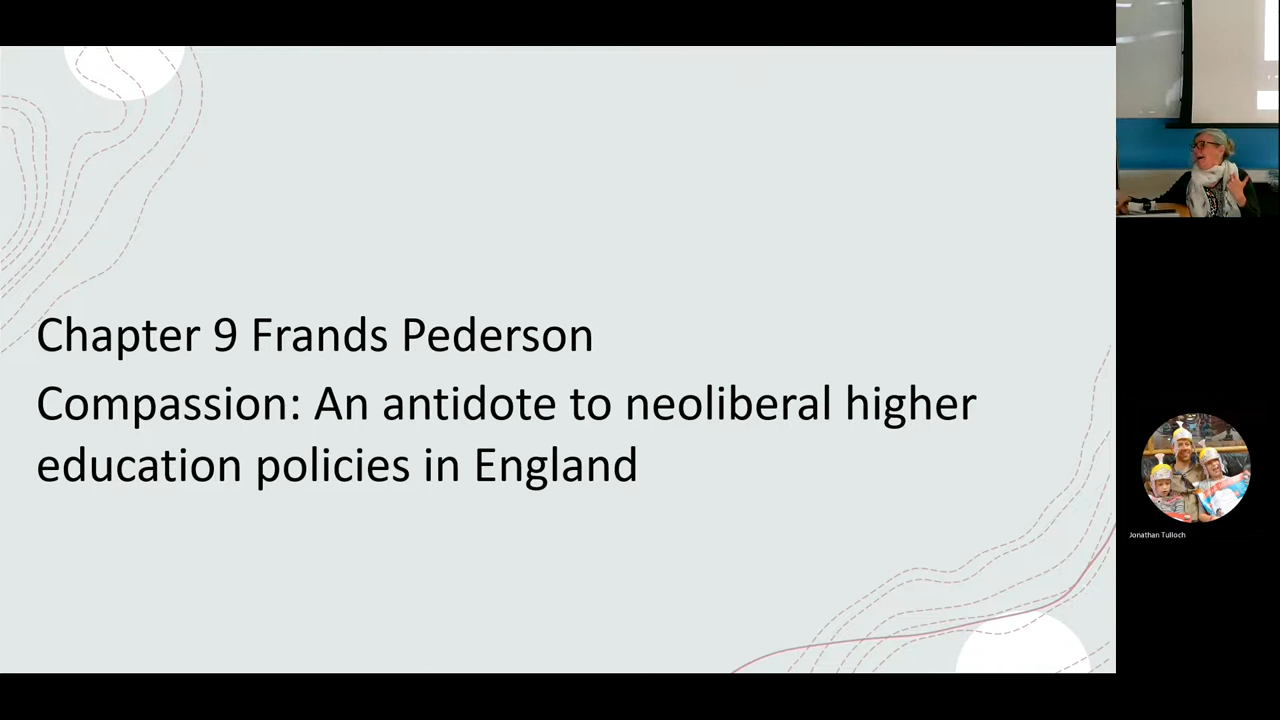 Chapter 9 Frands Pederson
Compassion: An antidote to neoliberal higher
education policies in England
Jonathan Tulloch